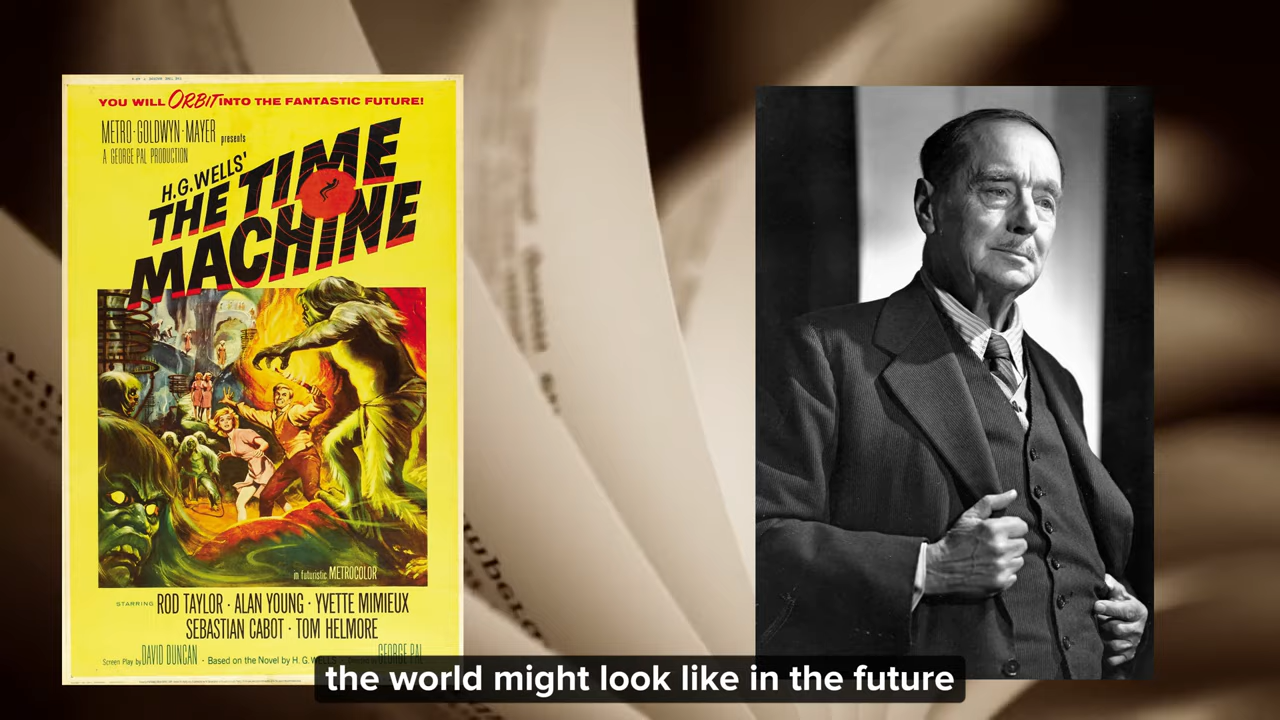 YOU WILL ORBIT INTO THE FANTASTIC FUTURE!
METRO-GOLDWYN-MAYER presents
A GEORGE PAL PRODUCTION
H.G. WELLS'
THE TIME
MACHINE
in futuristic METROCOLOR
STARRING ROD TAYLOR · ALAN YOUNG · YVETTE MIMIEUX
SEBASTIAN CABOT · TOM HELMORE
Screen Play by DAVID DUNCAN · Based on the Novel by H. G. WELLS GEORGE PAL
the world might look like in the future